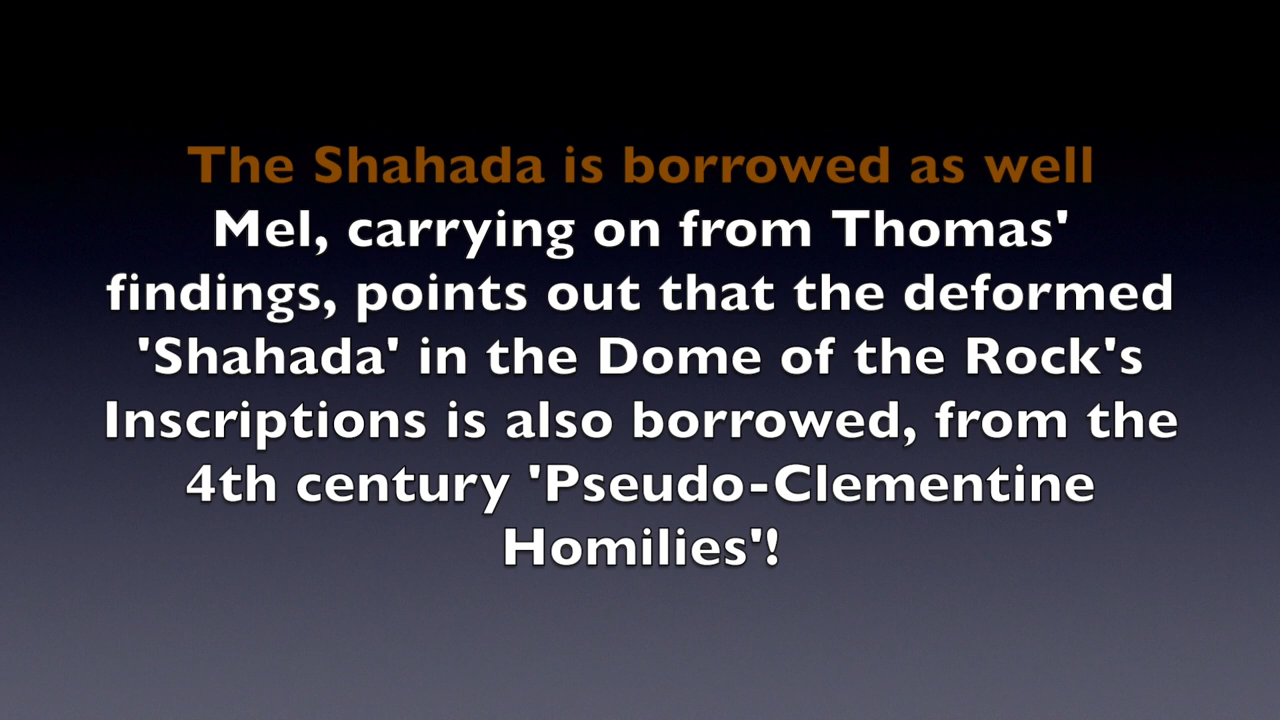 The Shahada is borrowed as well
Mel, carrying on from Thomas'
findings, points out that the deformed
'Shahada' in the Dome of the Rock's
Inscriptions is also borrowed, from the
4th century 'Pseudo-Clementine
Homilies'!